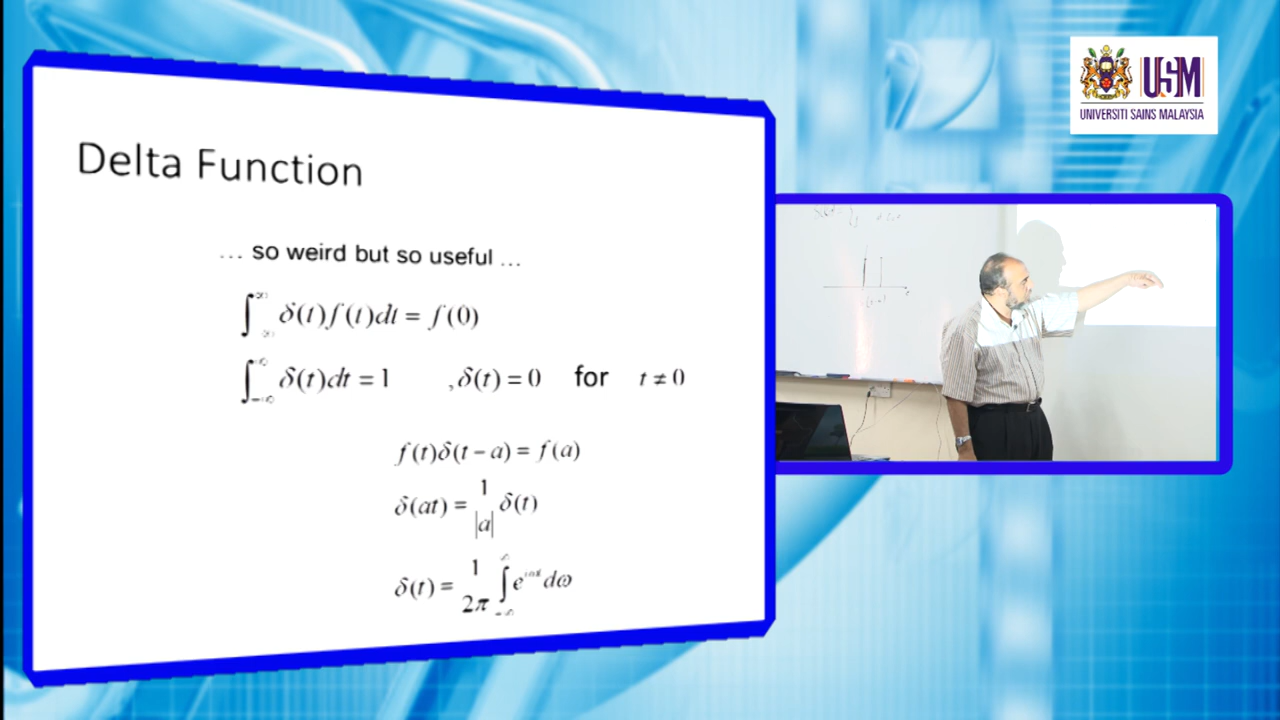 Delta Function
... so weird but so useful ...
∫_{-∞}^{∞} δ(t)f(t)dt = f(0)
∫_{-∞}^{∞} δ(t)dt = 1 , δ(t) = 0 for t ≠ 0
f(t)δ(t − a) = f(a)
δ(at) = 1/|a| δ(t)
δ(t) = 1/2π ∫_{-∞}^{∞} e^{iωt} dω
USM
UNIVERSITI SAINS MALAYSIA